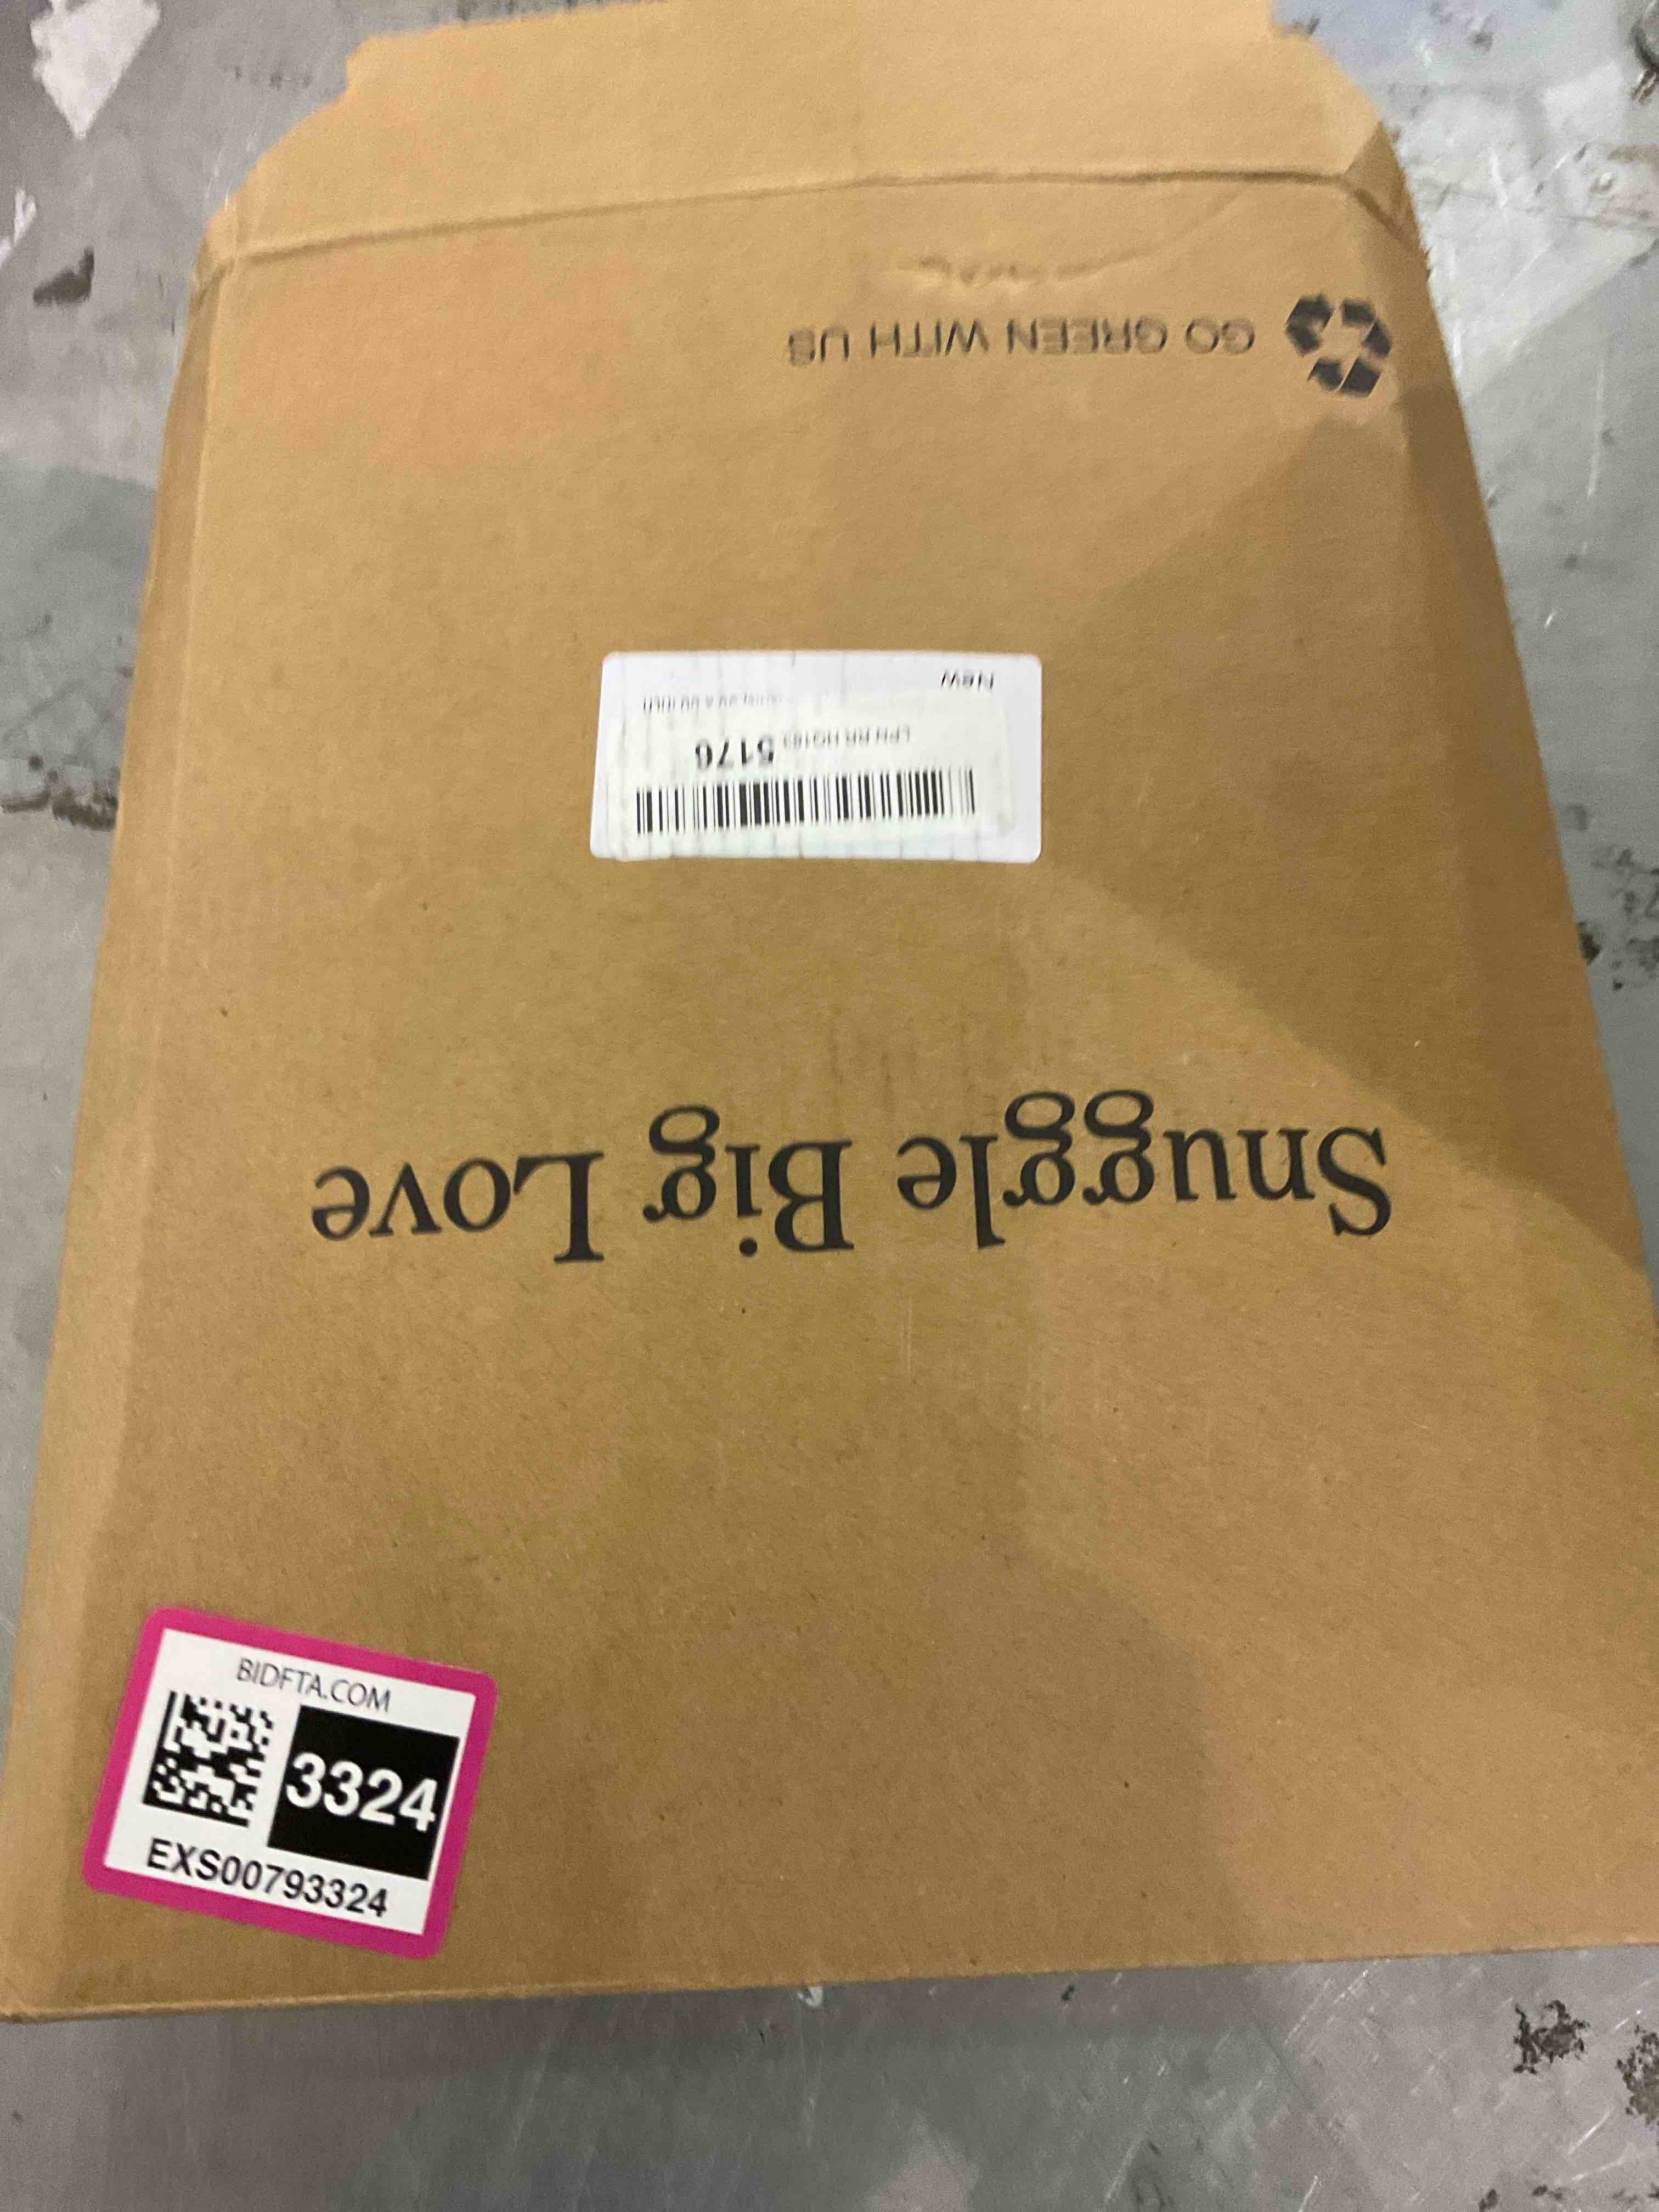 BIDFTA.COM
3324
EXS00793324
Snuggle Big Love
5176
New
GO GREEN WITH US